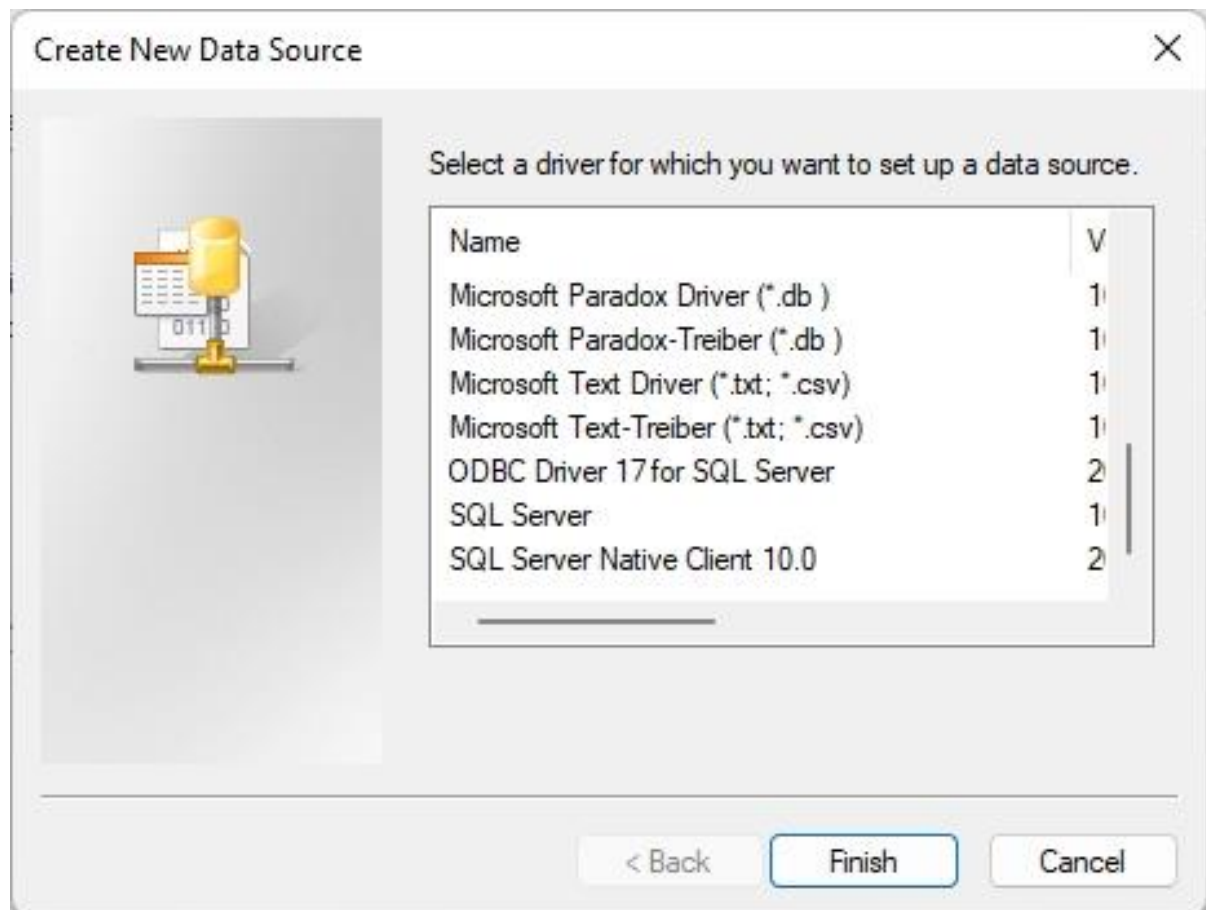 Create New Data Source
Select a driver for which you want to set up a data source.
Name V
Microsoft Paradox Driver (*.db )
Microsoft Paradox-Treiber (*.db )
Microsoft Text Driver (*.txt; *.csv)
Microsoft Text-Treiber (*.txt; *.csv)
ODBC Driver 17 for SQL Server
SQL Server
SQL Server Native Client 10.0
< Back Finish Cancel